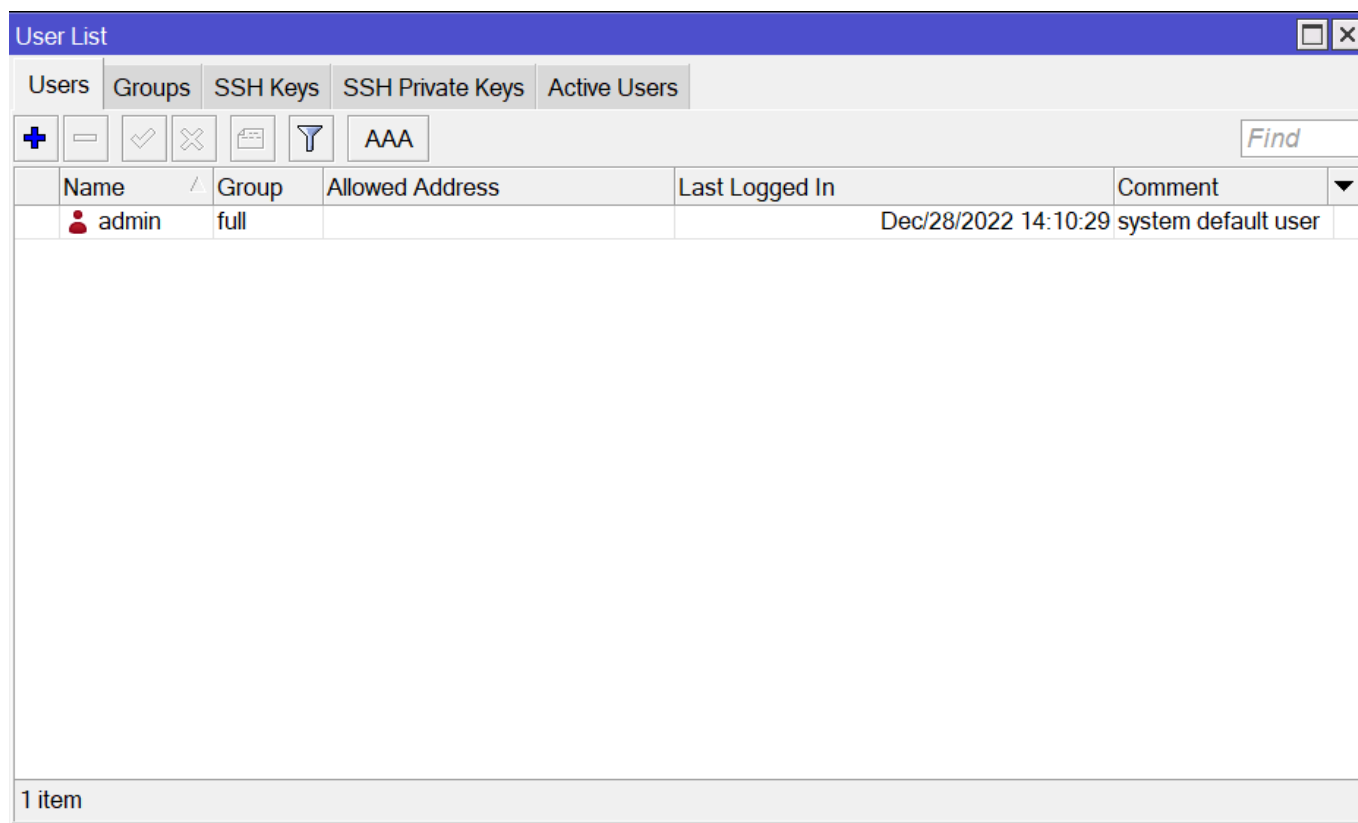 User List
Users Groups SSH Keys SSH Private Keys Active Users
AAA Find
Name Group Allowed Address Last Logged In Comment
admin full Dec/28/2022 14:10:29 system default user
1 item